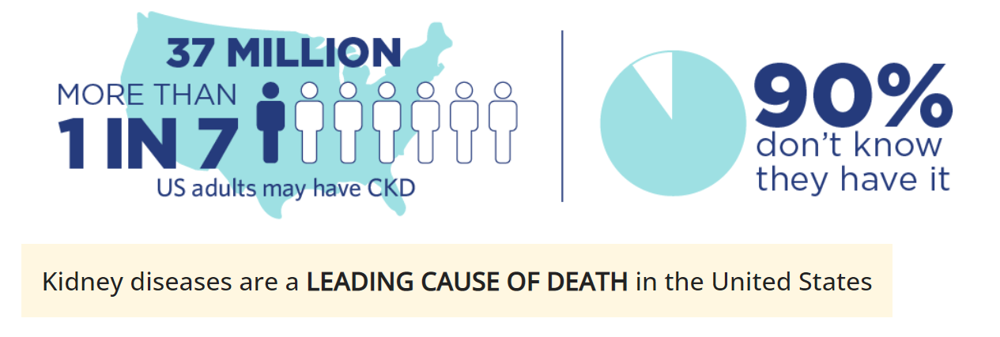 37 MILLION
MORE THAN
1 IN 7
US adults may have CKD
90%
don't know
they have it
Kidney diseases are a LEADING CAUSE OF DEATH in the United States